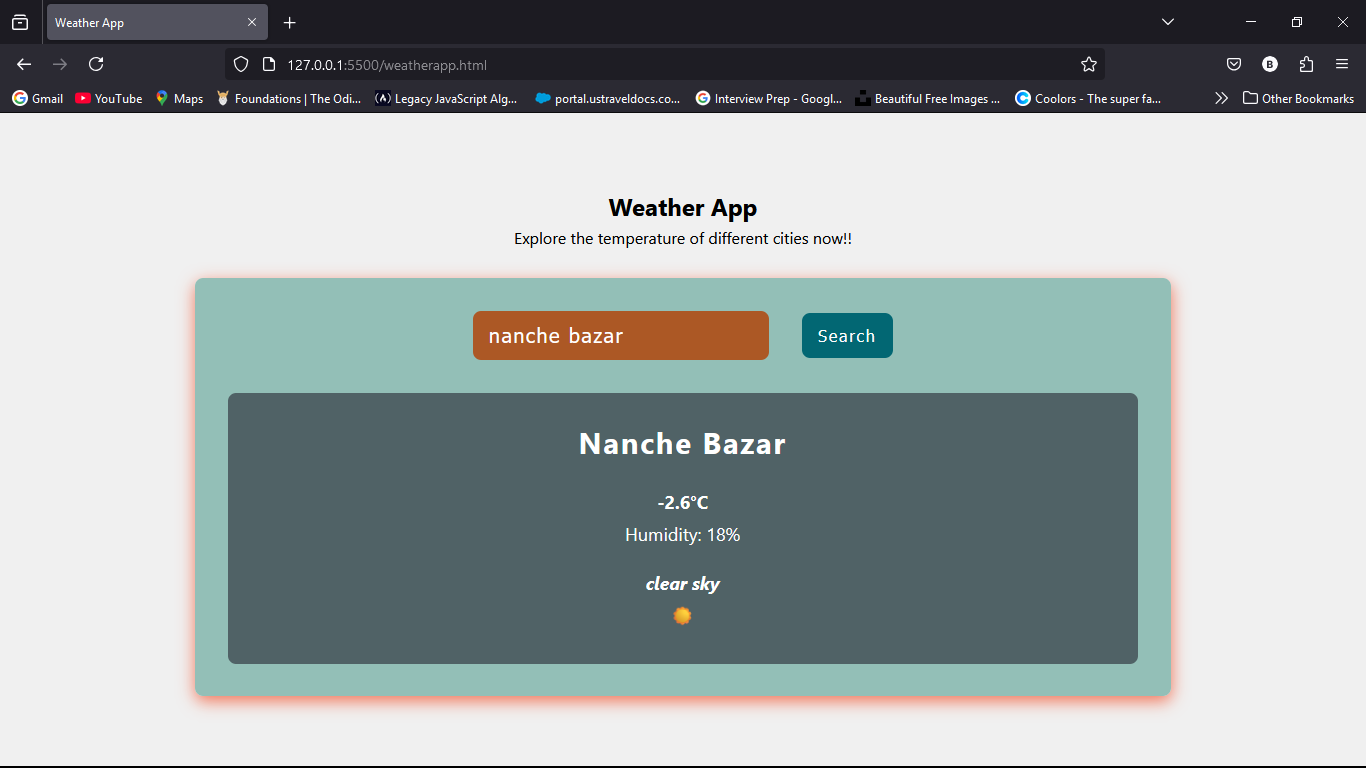 Weather App
127.0.0.1:5500/weatherapp.html
B
Gmail YouTube Maps Foundations | The Odi... Legacy JavaScript Alg... portal.ustraveldocs.co... Interview Prep - Googl... Beautiful Free Images ... Coolors - The super fa... Other Bookmarks
Weather App
Explore the temperature of different cities now!!
nanche bazar Search
Nanche Bazar
-2.6°C
Humidity: 18%
clear sky